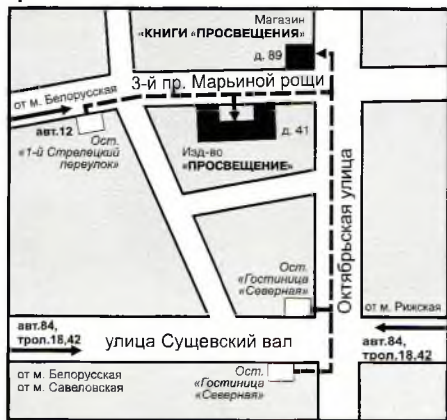 Магазин
«КНИГИ «ПРОСВЕЩЕНИЯ»
д. 89
3-й пр. Марьиной рощи
от м. Белорусская
авт.12
Ост.
«1-й Стрелецкий
переулок»
д. 41
Изд-во
«ПРОСВЕЩЕНИЕ»
Октябрьская улица
Ост.
«Гостиница
«Северная»
от м. Рижская
авт.84,
трол.18,42
улица Сущевский вал
авт.84,
трол.18,42
от м. Белорусская
от м. Савеловская
Ост.
«Гостиница
«Северная»